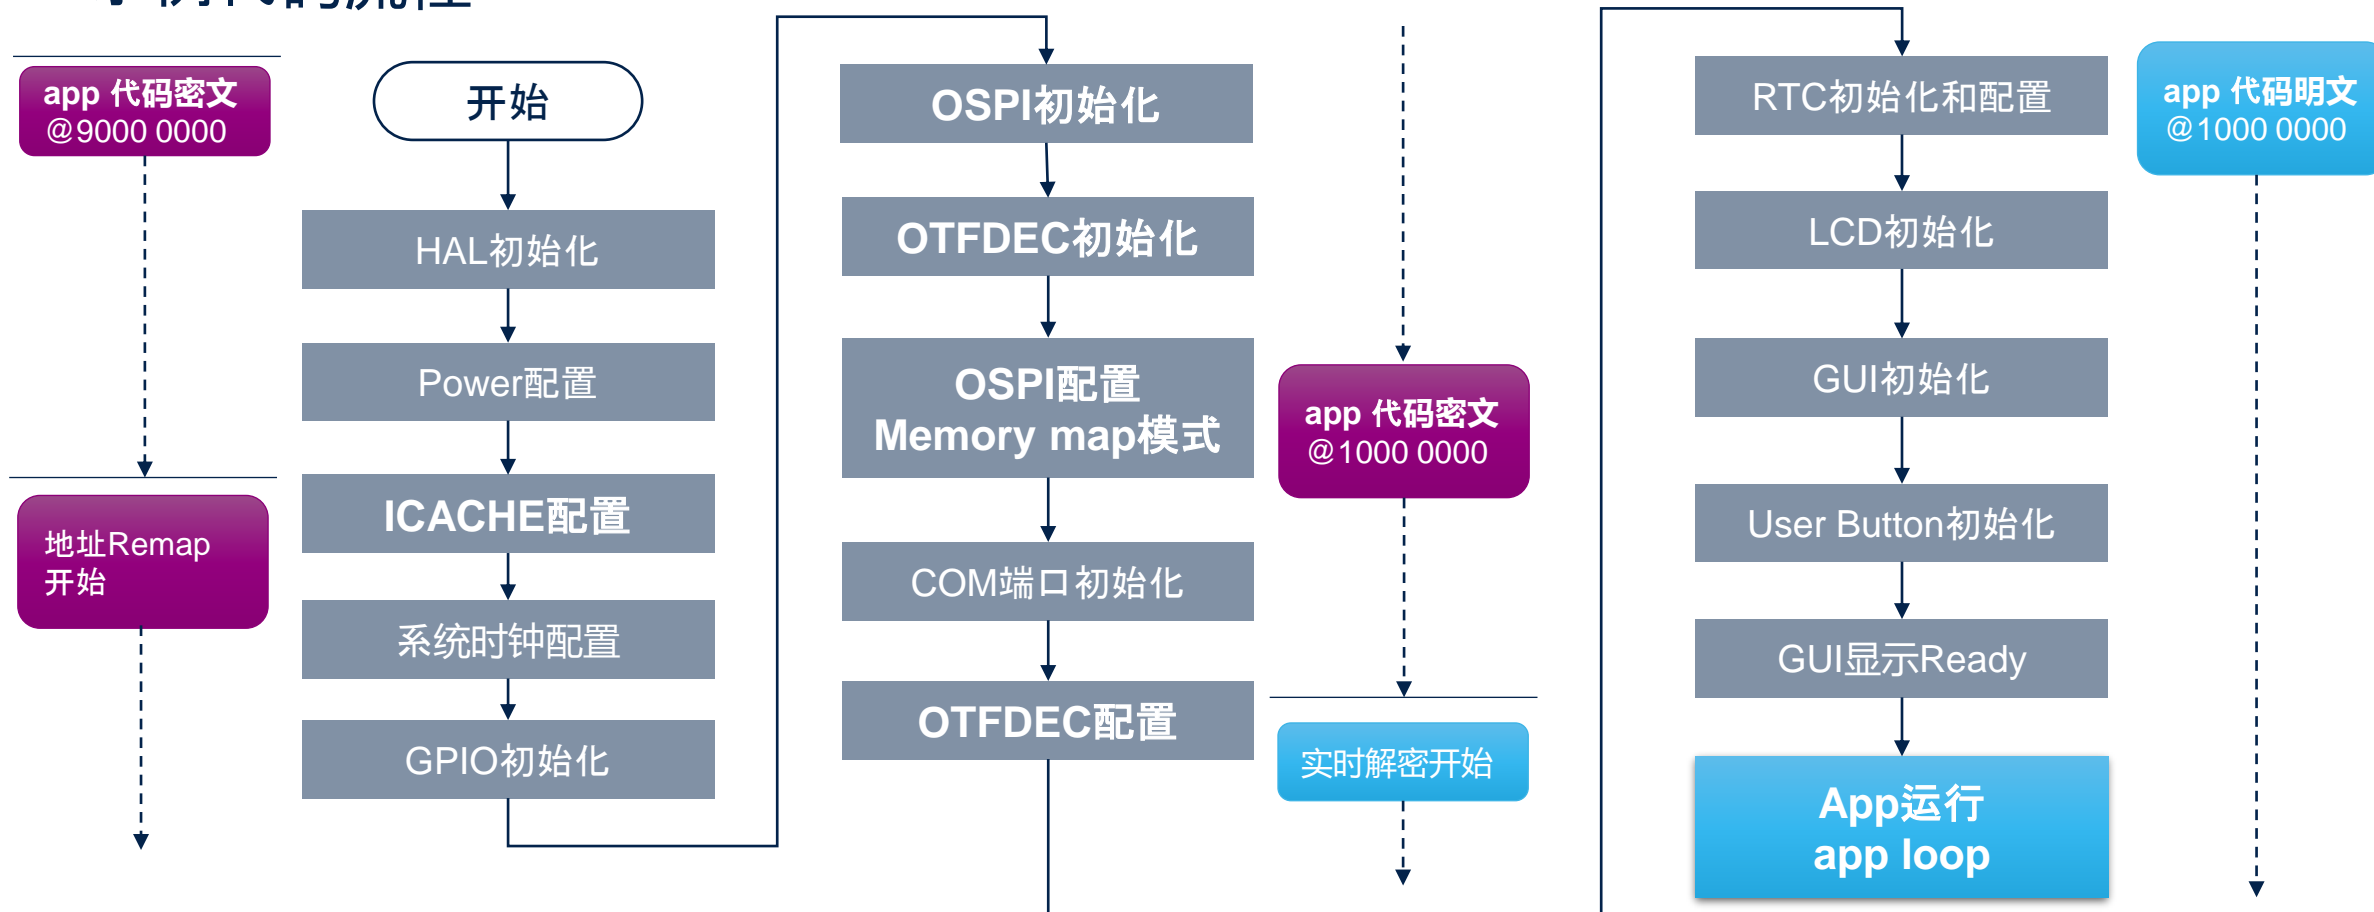 app 代码密文
@9000 0000
地址Remap
开始
开始
HAL初始化
Power配置
ICACHE配置
系统时钟配置
GPIO初始化
OSPI初始化
OTFDEC初始化
OSPI配置
Memory map模式
COM端口初始化
OTFDEC配置
app 代码密文
@1000 0000
实时解密开始
RTC初始化和配置
LCD初始化
GUI初始化
User Button初始化
GUI显示Ready
App运行
app loop
app 代码明文
@1000 0000